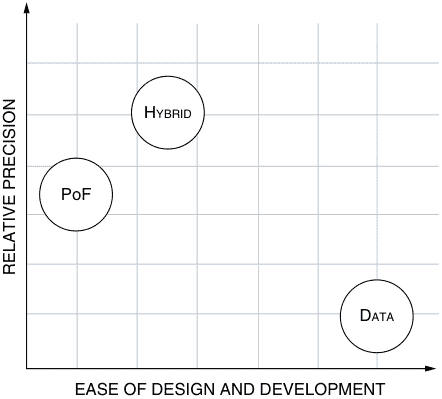 HYBRID
PoF
DATA
RELATIVE PRECISION
EASE OF DESIGN AND DEVELOPMENT